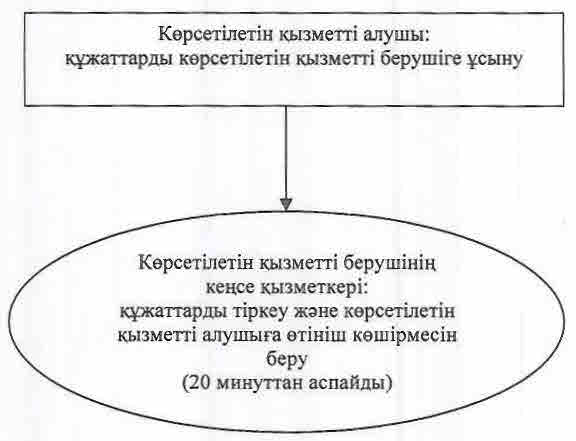 Көрсетілетін қызметті алушы:
құжаттарды көрсетілетін қызметті берушіге ұсыну
Көрсетілетін қызметті берушінің
кеңсе қызметкері:
құжаттарды тіркеу және көрсетілетін
қызметті алушыға өтініш көшірмесін
беру
(20 минуттан аспайды)